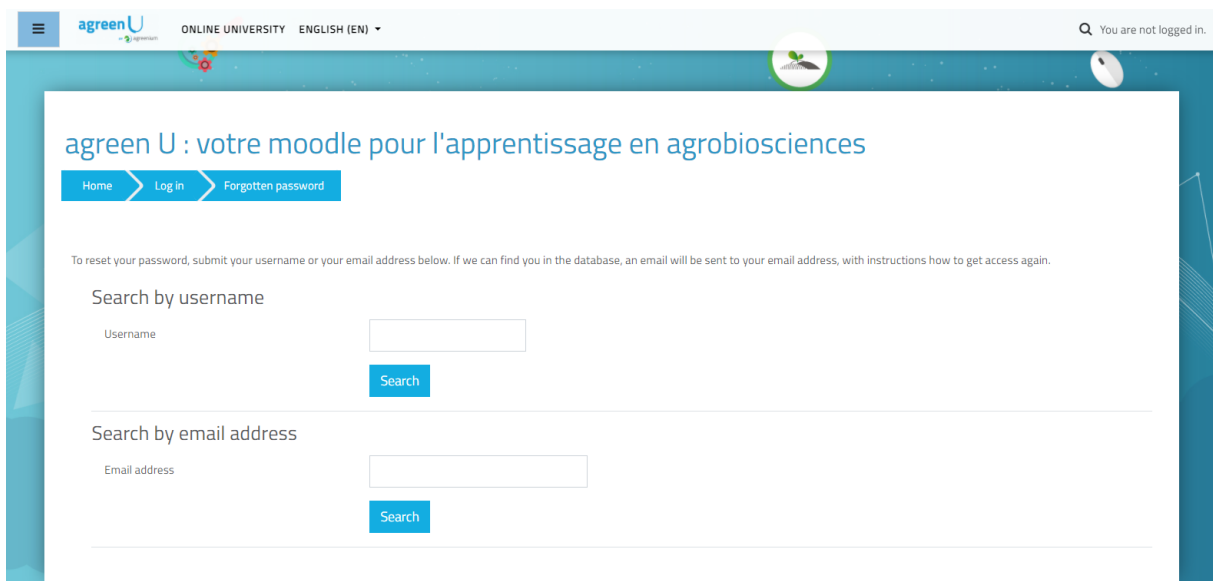 agreen U
BY agreenium
ONLINE UNIVERSITY ENGLISH (EN)
You are not logged in.
agreen U : votre moodle pour l'apprentissage en agrobiosciences
Home Log in Forgotten password
To reset your password, submit your username or your email address below. If we can find you in the database, an email will be sent to your email address, with instructions how to get access again.
Search by username
Username
Search
Search by email address
Email address
Search